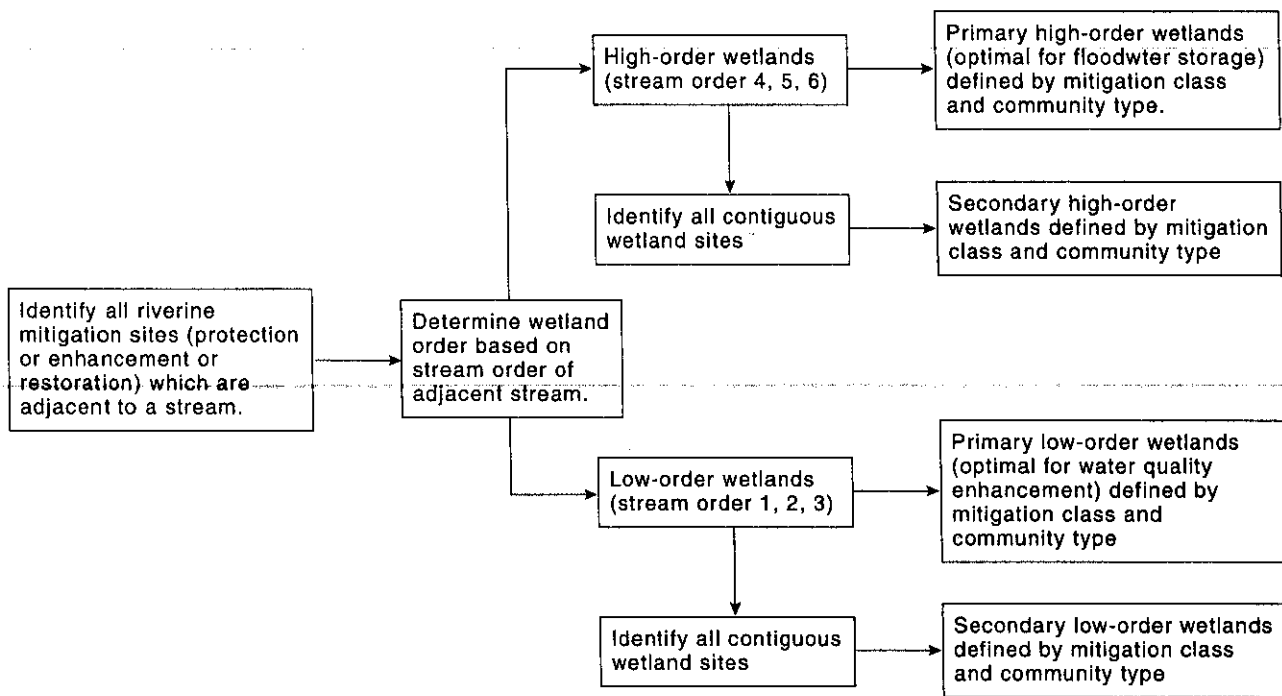 Identify all riverine
mitigation sites (protection
or enhancement or
restoration) which are
adjacent to a stream.
Determine wetland
order based on
stream order of
adjacent stream.
High-order wetlands
(stream order 4, 5, 6)
Primary high-order wetlands
(optimal for floodwter storage)
defined by mitigation class
and community type.
Identify all contiguous
wetland sites
Secondary high-order
wetlands defined by mitigation
class and community type
Low-order wetlands
(stream order 1, 2, 3)
Primary low-order wetlands
(optimal for water quality
enhancement) defined by
mitigation class and
community type
Identify all contiguous
wetland sites
Secondary low-order wetlands
defined by mitigation class
and community type